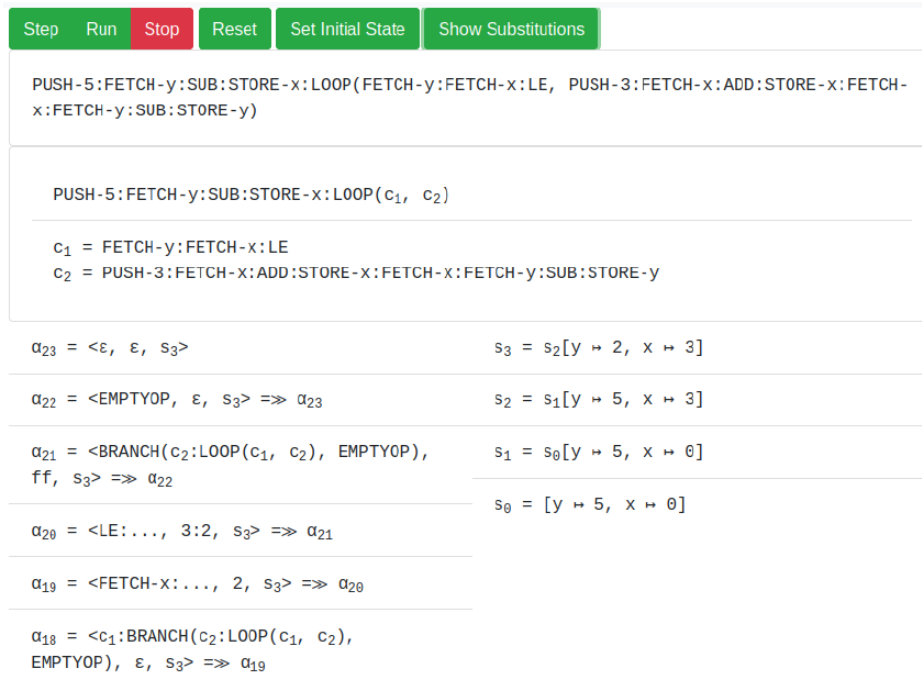 Step Run Stop Reset Set Initial State Show Substitutions
PUSH-5:FETCH-y:SUB:STORE-x:LOOP(FETCH-y:FETCH-x:LE, PUSH-3:FETCH-x:ADD:STORE-x:FETCH-
x:FETCH-y:SUB:STORE-y)
PUSH-5:FETCH-y:SUB:STORE-x:LOOP(c₁, c₂)
c₁ = FETCH-y:FETCH-x:LE
c₂ = PUSH-3:FETCH-x:ADD:STORE-x:FETCH-x:FETCH-y:SUB:STORE-y
α₂₃ = <ε, ε, s₃>
α₂₂ = <EMPTYOP, ε, s₃> =≫ α₂₃
α₂₁ = <BRANCH(c₂:LOOP(c₁, c₂), EMPTYOP),
ff, s₃> =≫ α₂₂
α₂₀ = <LE:..., 3:2, s₃> =≫ α₂₁
α₁₉ = <FETCH-x:..., 2, s₃> =≫ α₂₀
α₁₈ = <c₁:BRANCH(c₂:LOOP(c₁, c₂),
EMPTYOP), ε, s₃> =≫ α₁₉
s₃ = s₂[y ↦ 2, x ↦ 3]
s₂ = s₁[y ↦ 5, x ↦ 3]
s₁ = s₀[y ↦ 5, x ↦ 0]
s₀ = [y ↦ 5, x ↦ 0]